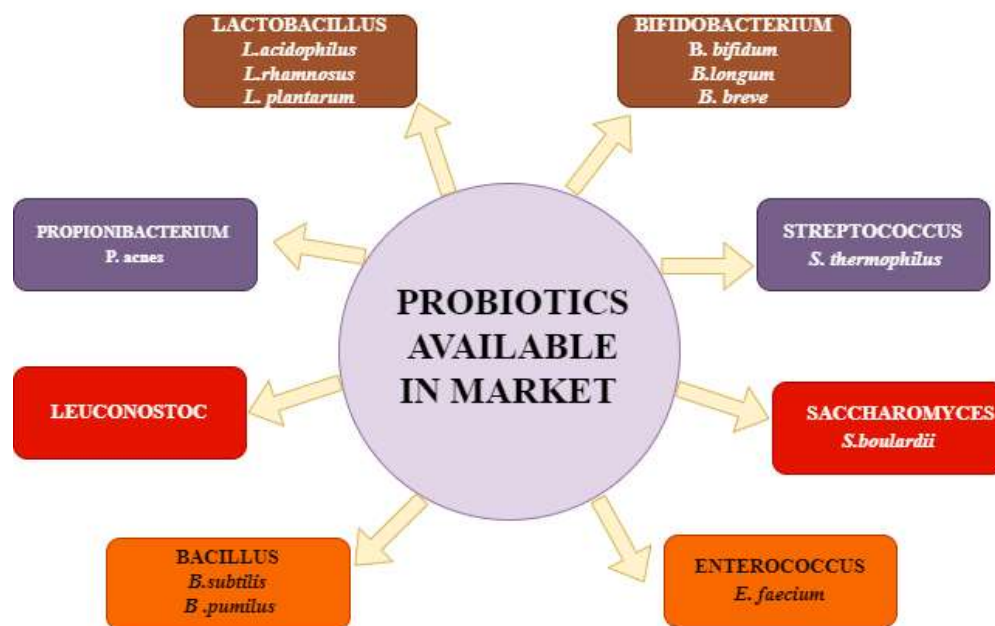 LACTOBACILLUS
L.acidophilus
L.rhamnosus
L. plantarum
BIFIDOBACTERIUM
B. bifidum
B.longum
B. breve
PROPIONIBACTERIUM
P. acnes
STREPTOCOCCUS
S. thermophilus
PROBIOTICS
AVAILABLE
IN MARKET
LEUCONOSTOC
SACCHAROMYCES
S.boulardii
BACILLUS
B.subtilis
B .pumilus
ENTEROCOCCUS
E. faecium